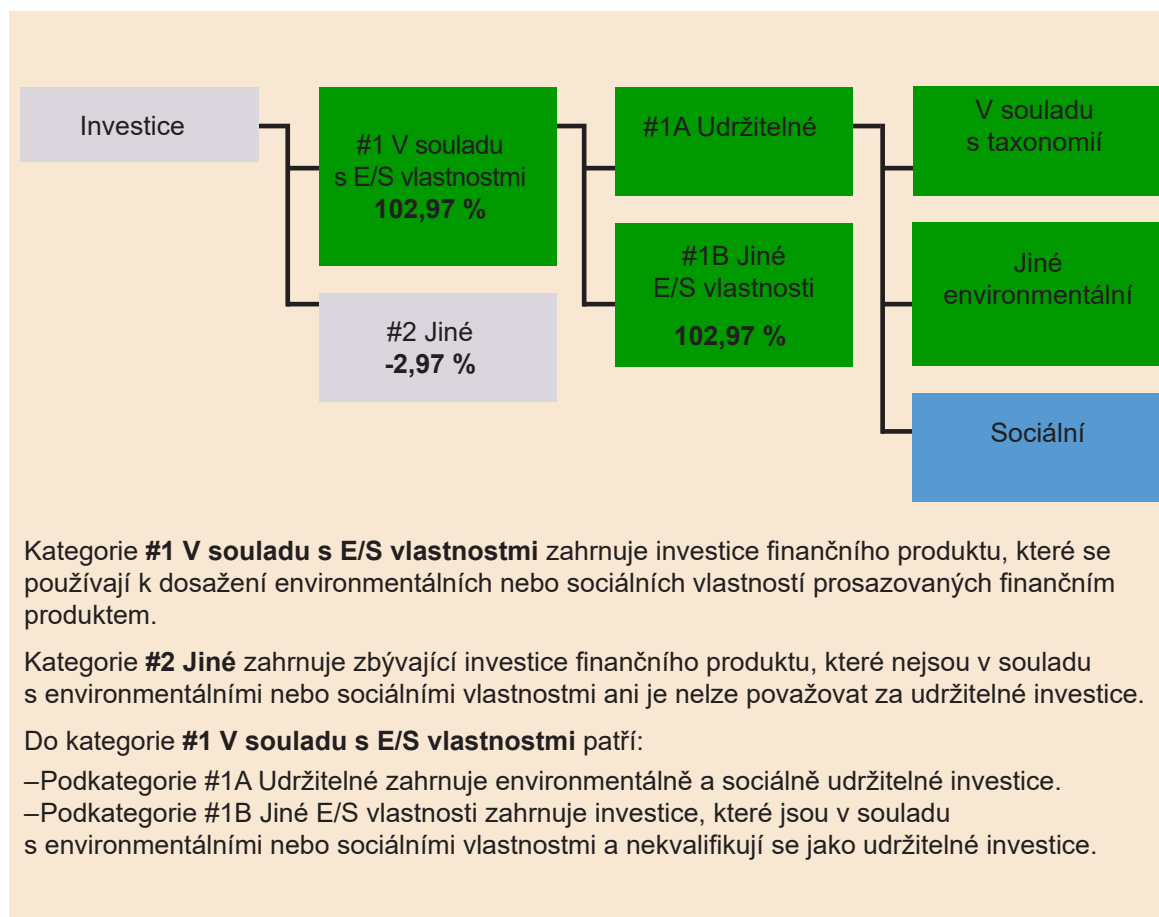 Investice
#1 V souladu
s E/S vlastnostmi
102,97 %
#2 Jiné
-2,97 %
#1A Udržitelné
#1B Jiné
E/S vlastnosti
102,97 %
V souladu
s taxonomií
Jiné
environmentální
Sociální
Kategorie #1 V souladu s E/S vlastnostmi zahrnuje investice finančního produktu, které se
používají k dosažení environmentálních nebo sociálních vlastností prosazovaných finančním
produktem.
Kategorie #2 Jiné zahrnuje zbývající investice finančního produktu, které nejsou v souladu
s environmentálními nebo sociálními vlastnostmi ani je nelze považovat za udržitelné investice.
Do kategorie #1 V souladu s E/S vlastnostmi patří:
–Podkategorie #1A Udržitelné zahrnuje environmentálně a sociálně udržitelné investice.
–Podkategorie #1B Jiné E/S vlastnosti zahrnuje investice, které jsou v souladu
s environmentálními nebo sociálními vlastnostmi a nekvalifikují se jako udržitelné investice.